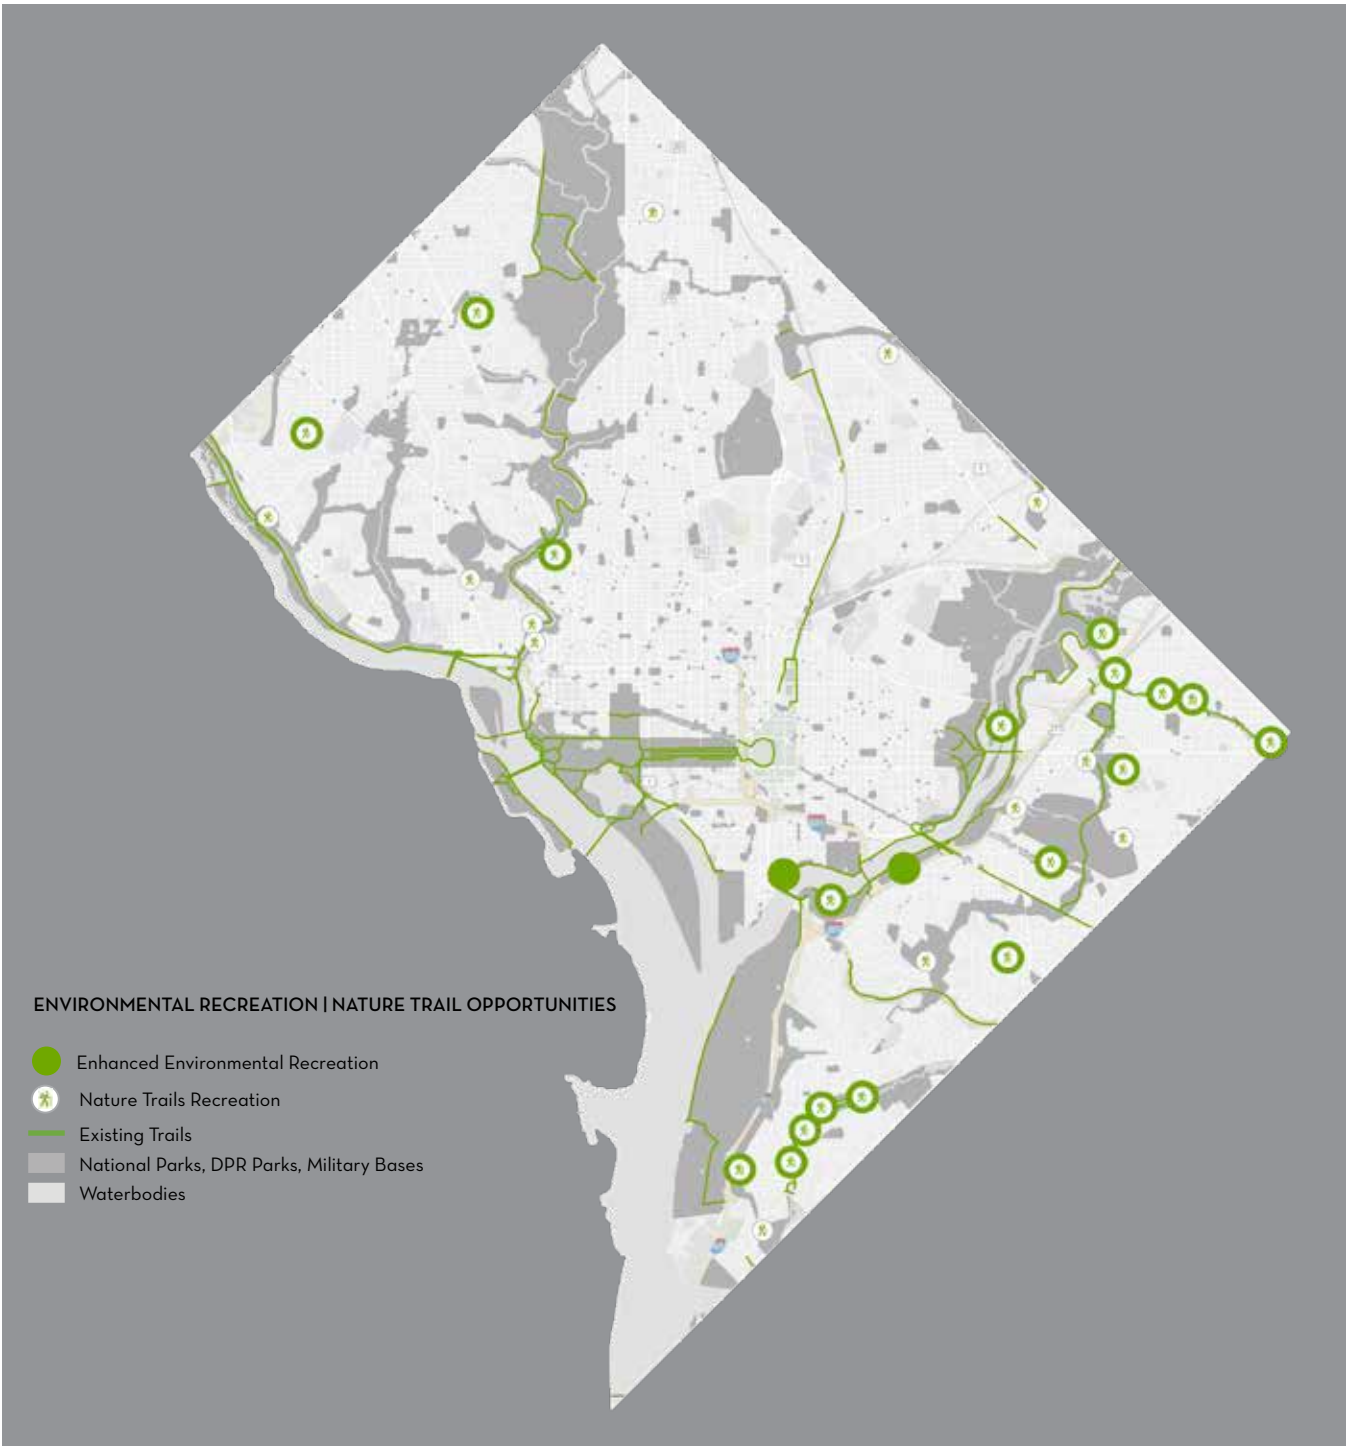 ENVIRONMENTAL RECREATION | NATURE TRAIL OPPORTUNITIES
Enhanced Environmental Recreation
Nature Trails Recreation
Existing Trails
National Parks, DPR Parks, Military Bases
Waterbodies